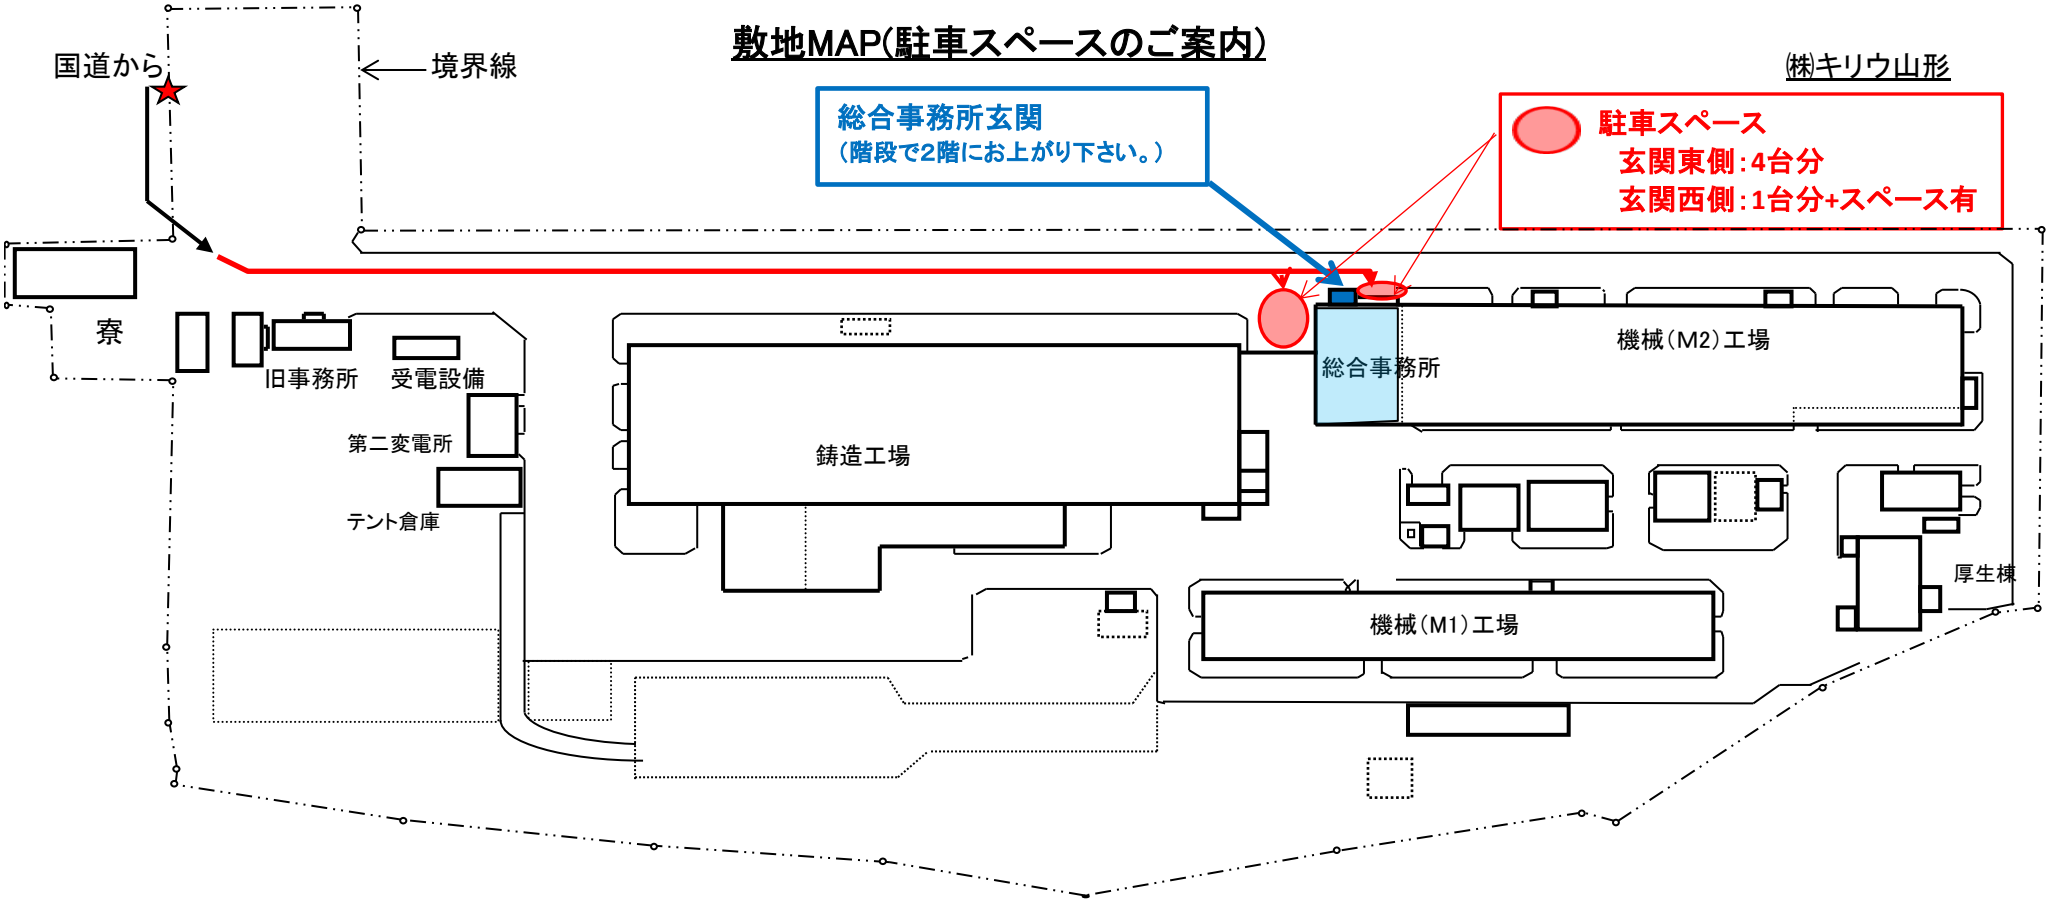 敷地MAP(駐車スペースのご案内)
国道から
境界線
㈱キリウ山形
総合事務所玄関
(階段で2階にお上がり下さい。)
駐車スペース
玄関東側:4台分
玄関西側:1台分+スペース有
寮
旧事務所
受電設備
総合事務所
機械(M2)工場
第二変電所
鋳造工場
テント倉庫
厚生棟
機械(M1)工場